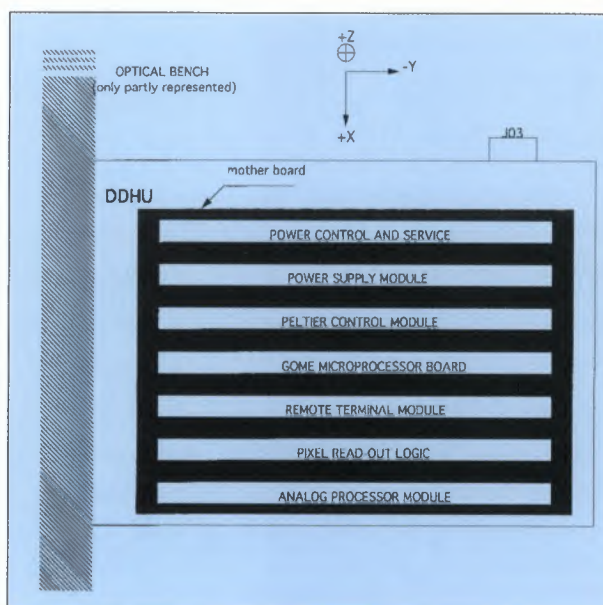 +Z
OPTICAL BENCH
(only partly represented)
-Y
+X
J03
mother board
DDHU
POWER CONTROL AND SERVICE
POWER SUPPLY MODULE
PELTIER CONTROL MODULE
GOME MICROPROCESSOR BOARD
REMOTE TERMINAL MODULE
PIXEL READ-OUT LOGIC
ANALOG PROCESSOR MODULE